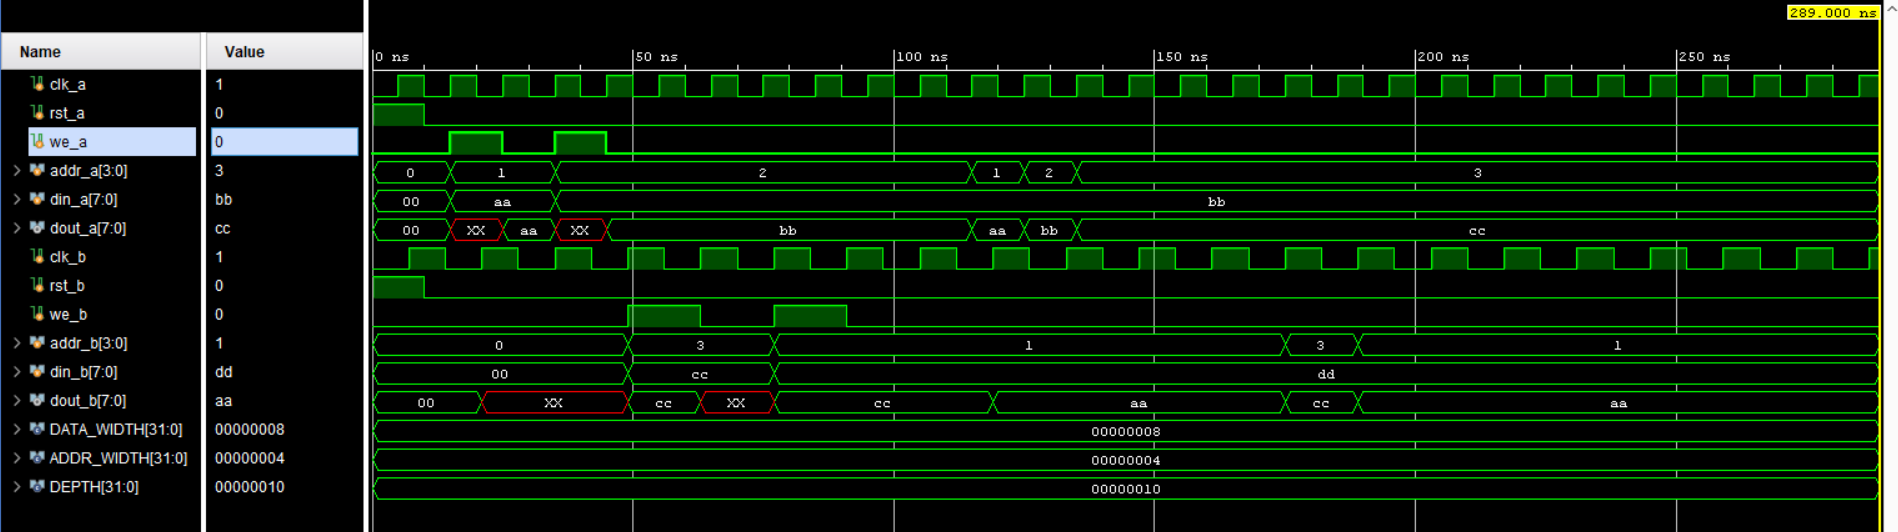 289.000 ns
Name Value
0 ns 50 ns 100 ns 150 ns 200 ns 250 ns
clk_a 1
rst_a 0
we_a 0
addr_a[3:0] 3 0 1 2 1 2 3
din_a[7:0] bb 00 aa bb
dout_a[7:0] cc 00 XX aa XX bb aa bb cc
clk_b 1
rst_b 0
we_b 0
addr_b[3:0] 1 0 3 1 3 1
din_b[7:0] dd 00 cc dd
dout_b[7:0] aa 00 XX cc XX cc aa cc aa
DATA_WIDTH[31:0] 00000008 00000008
ADDR_WIDTH[31:0] 00000004 00000004
DEPTH[31:0] 00000010 00000010